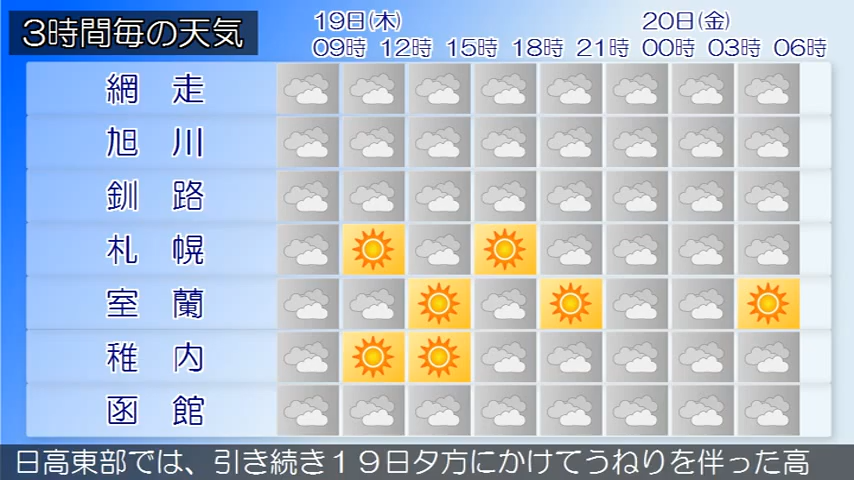 3時間毎の天気
19日(木) 20日(金)
09時 12時 15時 18時 21時 00時 03時 06時
網 走
旭 川
釧 路
札 幌
室 蘭
稚 内
函 館
日高東部では、引き続き１９日夕方にかけてうねりを伴った高